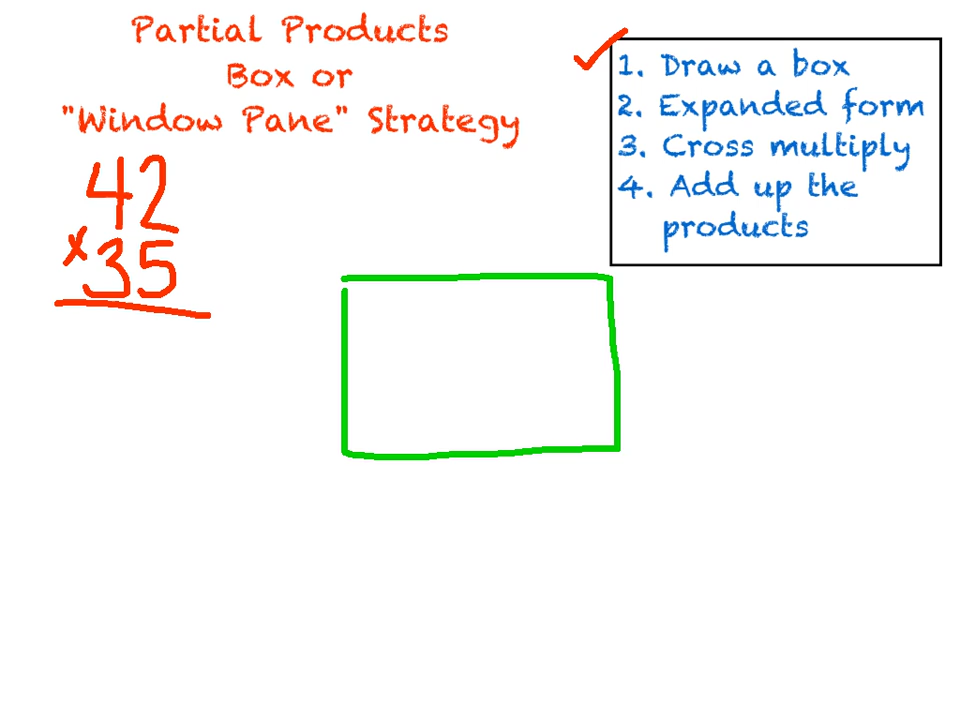 Partial Products
Box or
"Window Pane" Strategy
1. Draw a box
2. Expanded form
3. Cross multiply
4. Add up the
products
42
x35